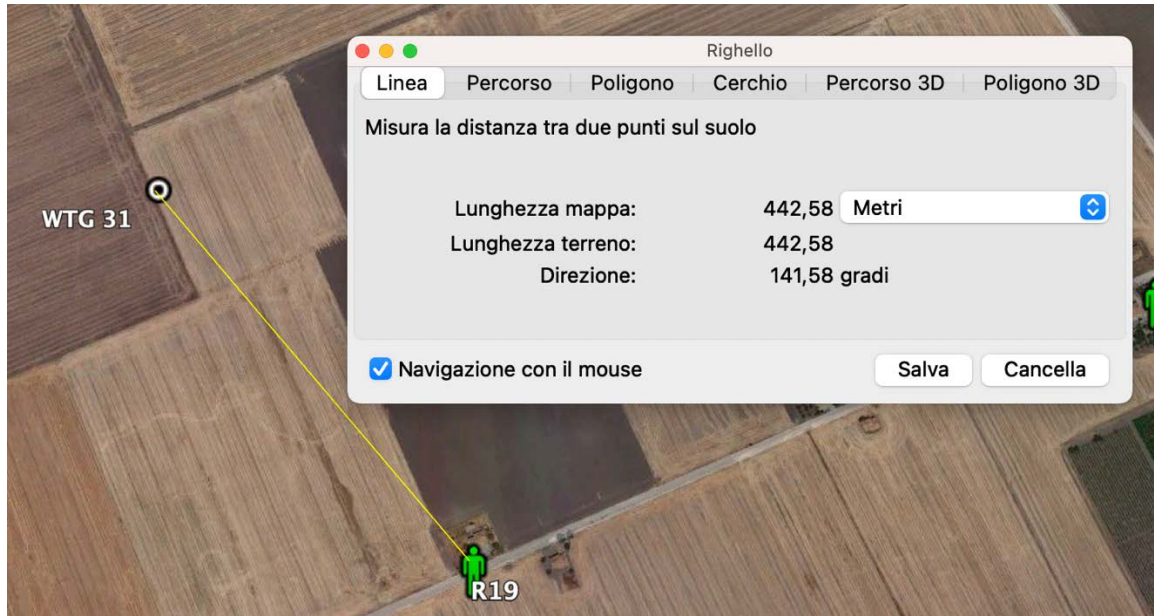 Righello
Linea Percorso Poligono Cerchio Percorso 3D Poligono 3D
Misura la distanza tra due punti sul suolo
Lunghezza mappa: 442,58 Metri
Lunghezza terreno: 442,58
Direzione: 141,58 gradi
Navigazione con il mouse Salva Cancella
WTG 31
R19